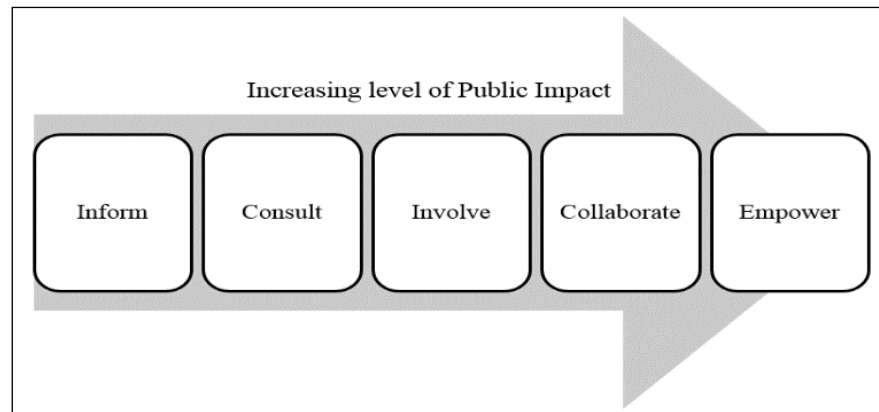 Increasing level of Public Impact
Inform
Consult
Involve
Collaborate
Empower